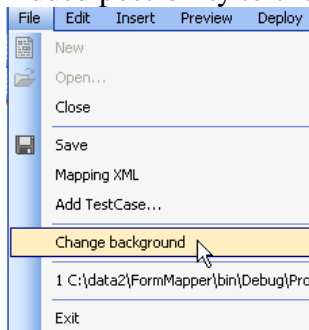 File Edit Insert Preview Deploy
New
Open...
Close
Save
Mapping XML
Add TestCase...
Change background
1 C:\data2\FormMapper\bin\Debug\Pro
Exit